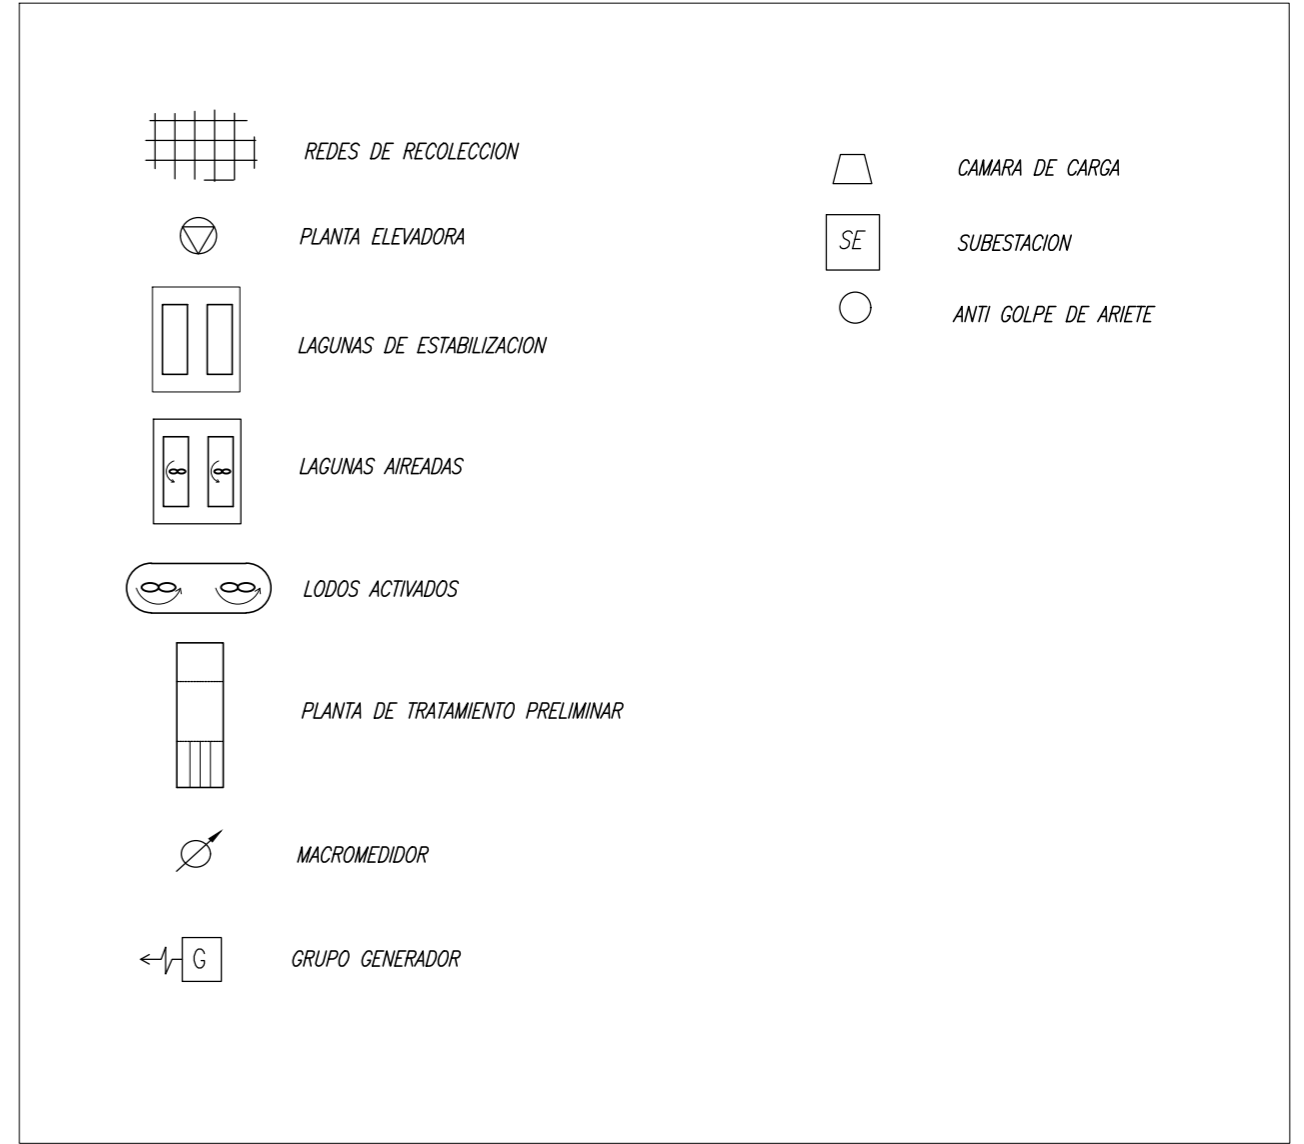 REDES DE RECOLECCION
PLANTA ELEVADORA
LAGUNAS DE ESTABILIZACION
LAGUNAS AIREADAS
LODOS ACTIVADOS
PLANTA DE TRATAMIENTO PRELIMINAR
MACROMEDIDOR
G
GRUPO GENERADOR
CAMARA DE CARGA
SE
SUBESTACION
ANTI GOLPE DE ARIETE